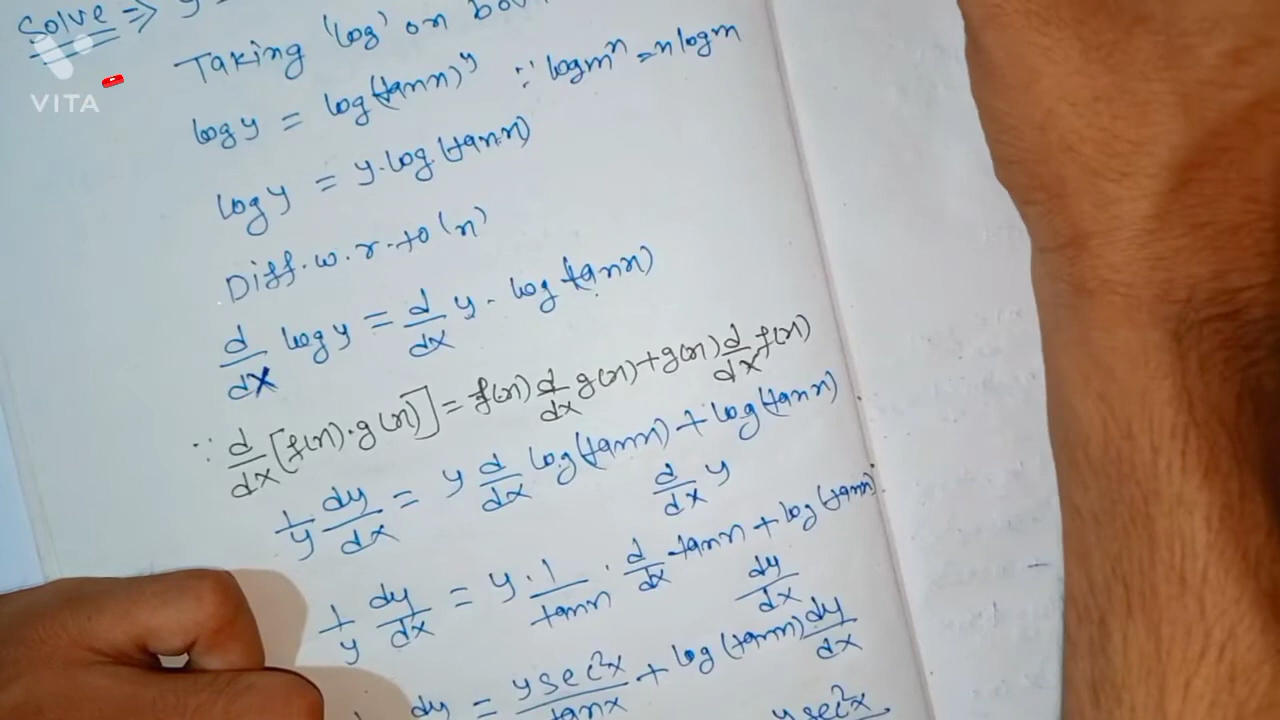 Solve ⇒ y
VITA
Taking 'log' on
log y = log(tanx)^y ∵ log m^n = n log m
log y = y.log.(tanx)
Diff.w.r.to(x)
d/dx log y = d/dx y . log tanx)
∵ d/dx [f(x).g(x)] = f(x) d/dx g(x) + g(x) d/dx f(x)
1/y dy/dx = y d/dx log(tanx) + log(tanx)
d/dx y
1/y dy/dx = y . 1/tanx . d/dx tanx + log(tanx)
dy/dx
dy = y sec²x/tanx + log(tanx) dy/dx
y sec²x